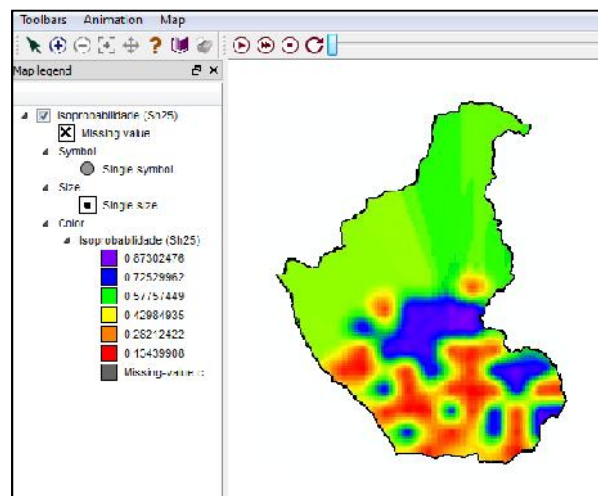 Toolbars Animation Map
?
Map legend
Isoprobabilidade (Sh25)
Missing value
Symbol
Single symbol
Size
Single size
Color
Isoprobabilidade (Sh25)
0.87302476
0.72529962
0.57757449
0.42984935
0.28212422
0.13439908
Missing-value c